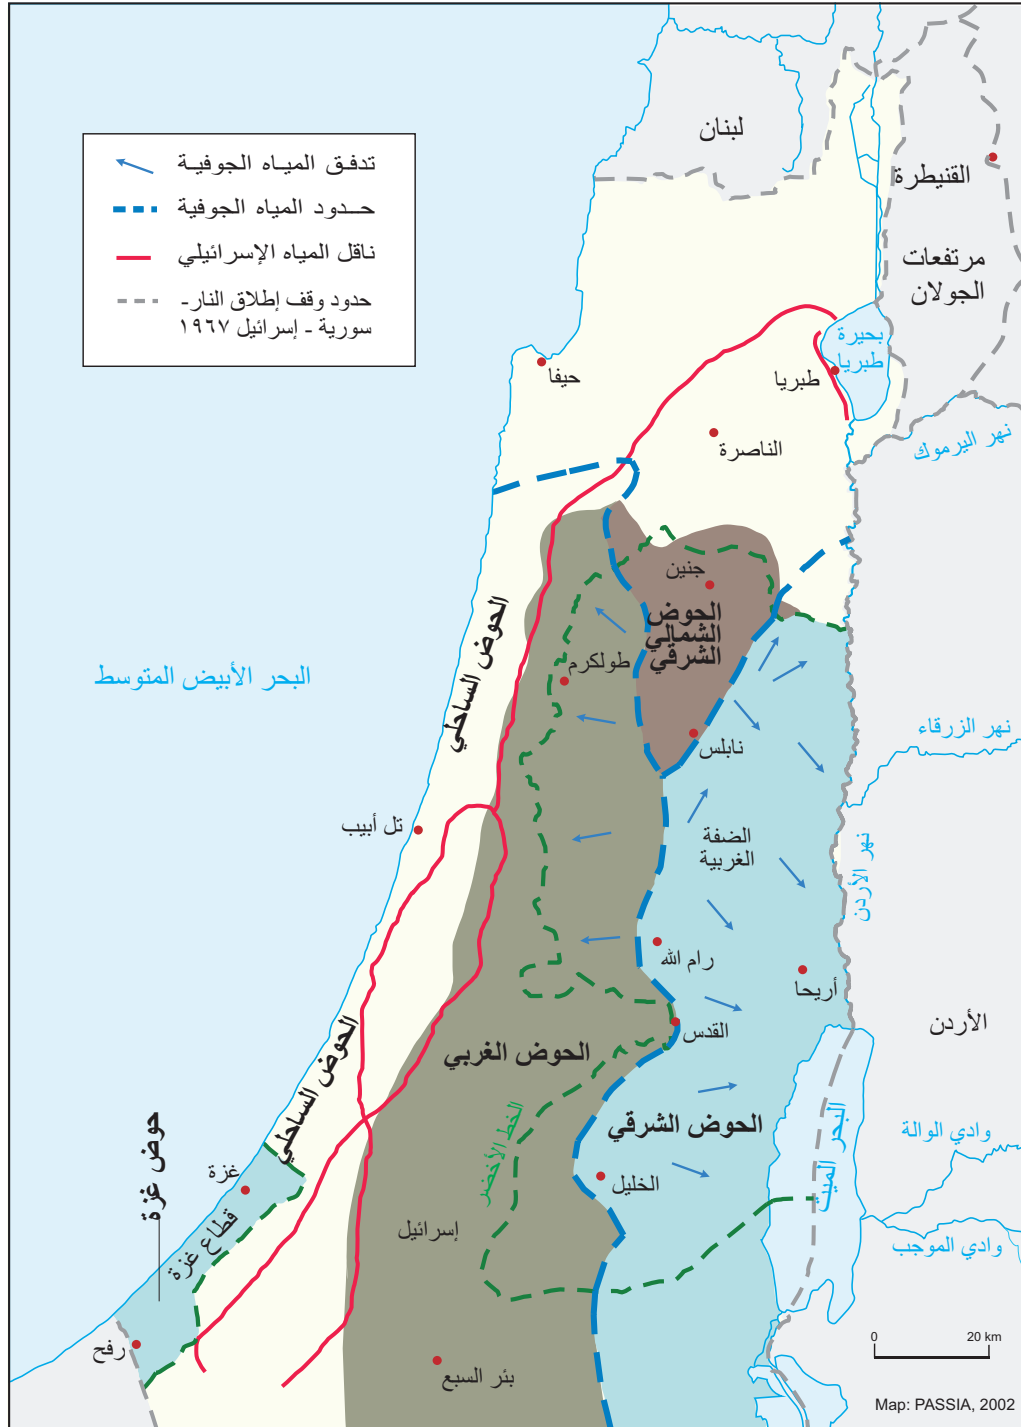 تدفـق الميـاه الجوفيـة
حــدود المياه الجوفية
ناقل المياه الإسرائيلي
حدود وقف إطلاق النار-
سورية - إسرائيل ١٩٦٧
لبنان
القنيطرة
مرتفعات
الجولان
بحيرة
طبريا
طبريا
حيفا
الناصرة
نهر اليرموك
جنين
الحوض
الشمالي
الشرقي
طولكرم
الحوض الساحلي
البحر الأبيض المتوسط
نابلس
نهر الزرقاء
تل أبيب
الضفة
الغربية
نهر الأردن
رام الله
أريحا
القدس
الأردن
الحوض الغربي
الحوض الساحلي
الحوض الشرقي
الخط الأخضر
البحر الميت
وادي الوالة
حوض غزة
غزة
قطاع غزة
الخليل
إسرائيل
وادي الموجب
رفح
بئر السبع
0 20 km
Map: PASSIA, 2002